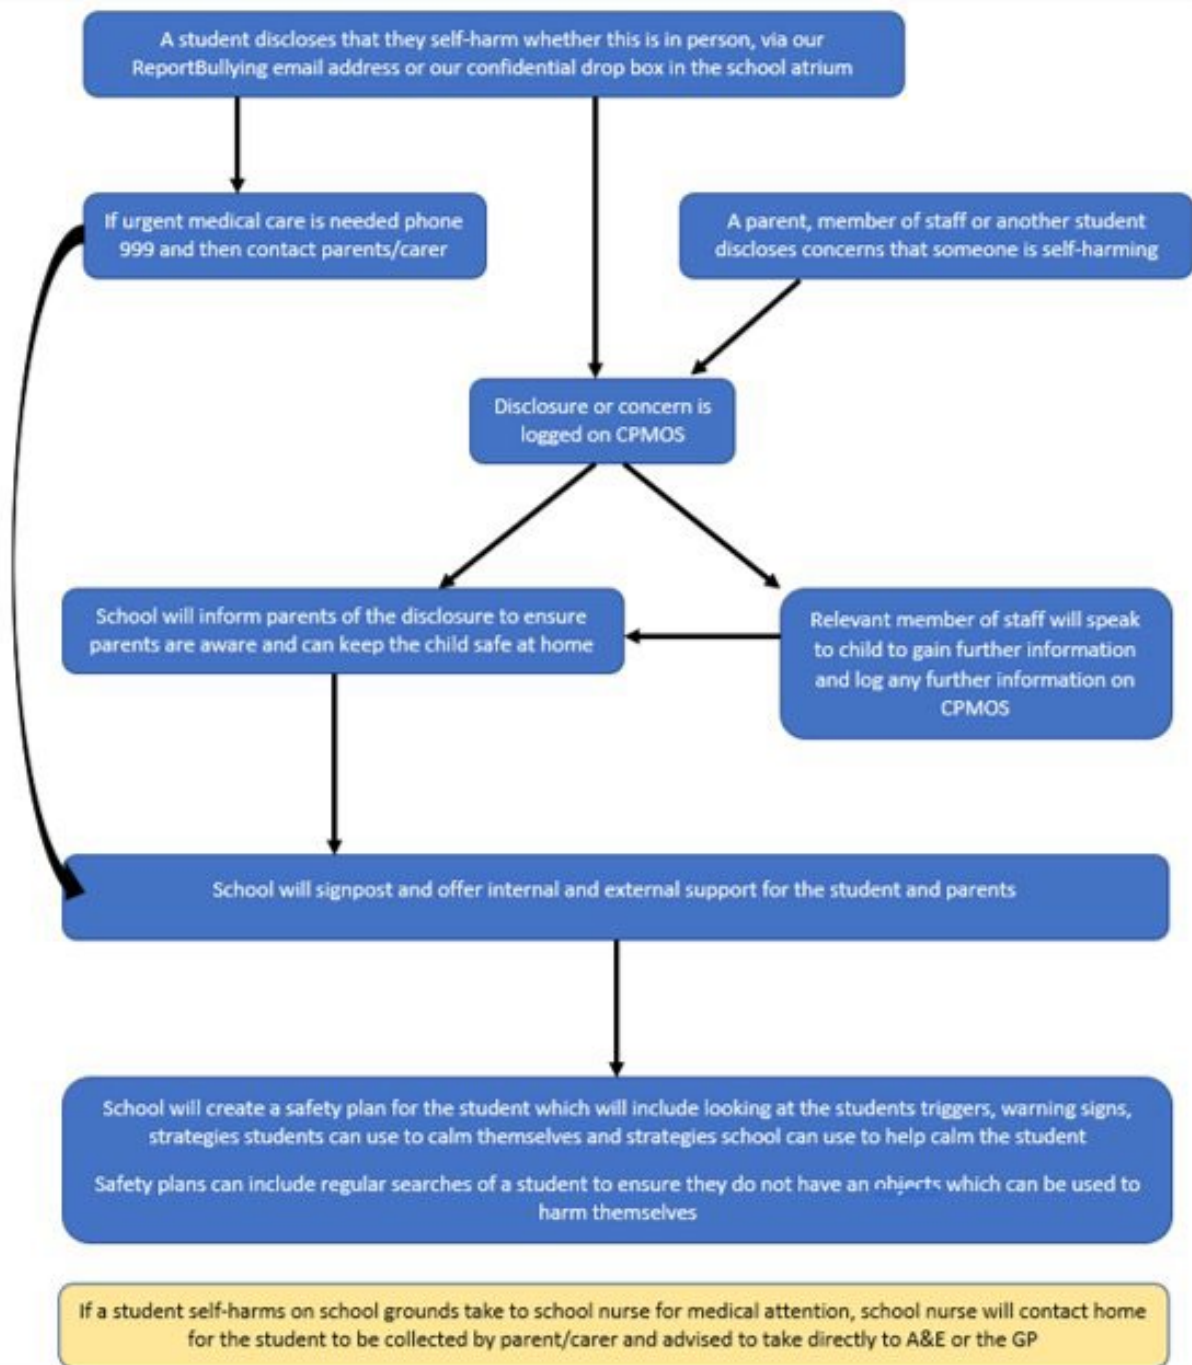 A student discloses that they self-harm whether this is in person, via our
ReportBullying email address or our confidential drop box in the school atrium
If urgent medical care is needed phone
999 and then contact parents/carer
A parent, member of staff or another student
discloses concerns that someone is self-harming
Disclosure or concern is
logged on CPMOS
School will inform parents of the disclosure to ensure
parents are aware and can keep the child safe at home
Relevant member of staff will speak
to child to gain further information
and log any further information on
CPMOS
School will signpost and offer internal and external support for the student and parents
School will create a safety plan for the student which will include looking at the students triggers, warning signs,
strategies students can use to calm themselves and strategies school can use to help calm the student
Safety plans can include regular searches of a student to ensure they do not have an objects which can be used to
harm themselves
If a student self-harms on school grounds take to school nurse for medical attention, school nurse will contact home
for the student to be collected by parent/carer and advised to take directly to A&E or the GP